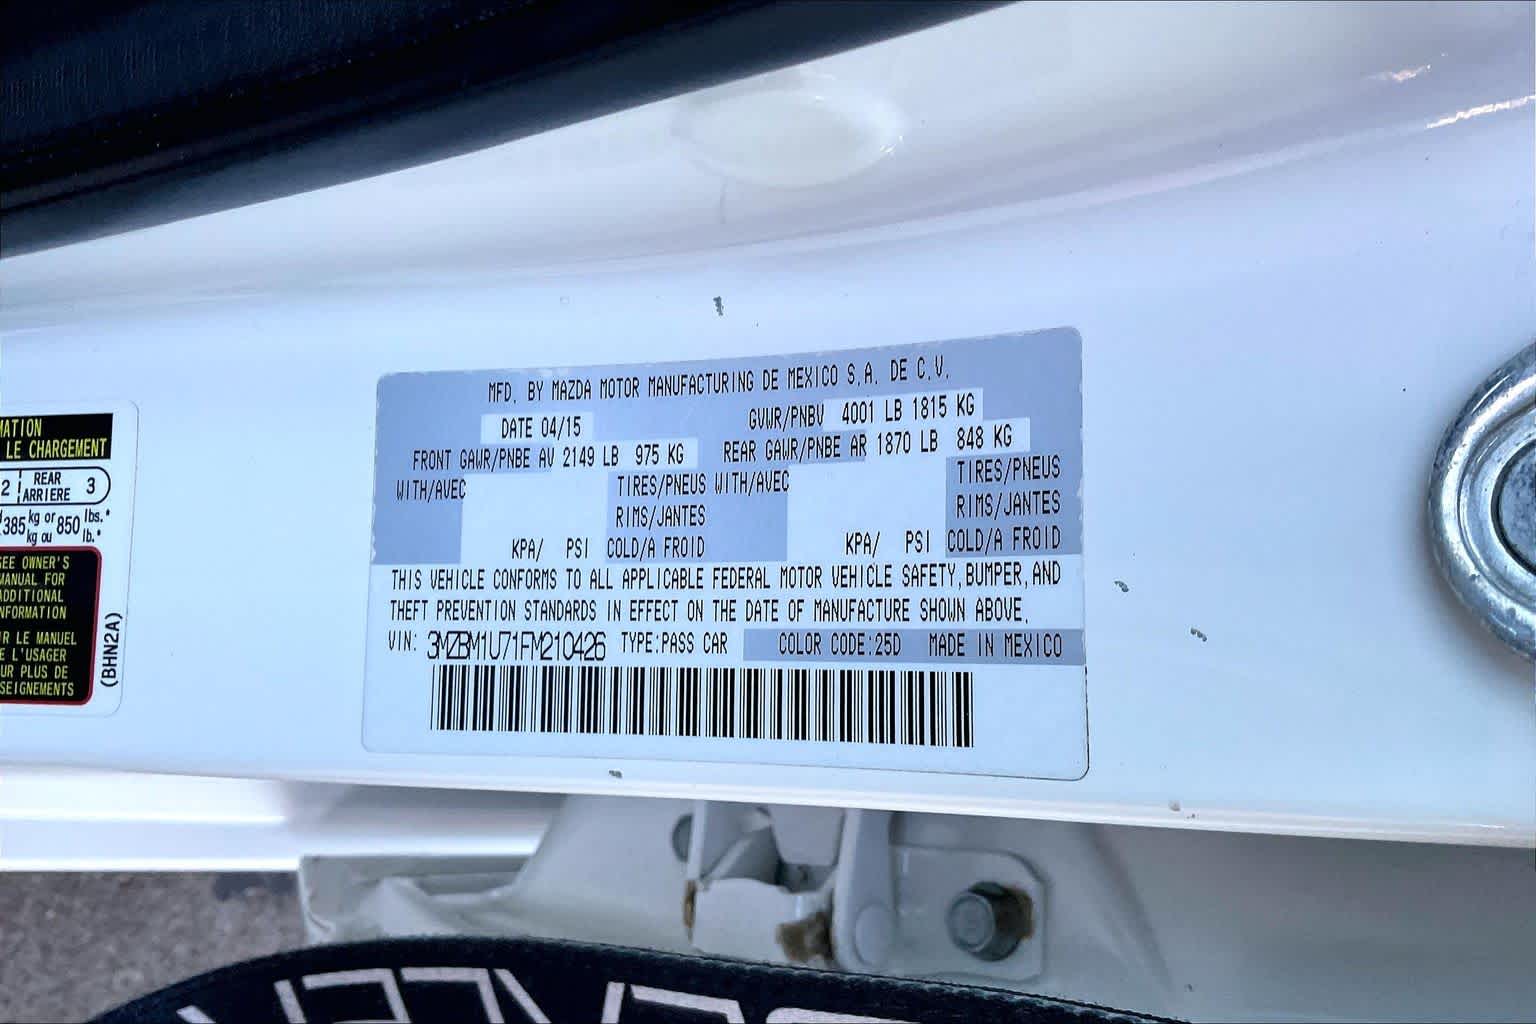 MFD. BY MAZDA MOTOR MANUFACTURING DE MEXICO S.A. DE C.V.
DATE 04/15 GVWR/PNBV 4001 LB 1815 KG
FRONT GAWR/PNBE AV 2149 LB 975 KG REAR GAWR/PNBE AR 1870 LB 848 KG
WITH/AVEC TIRES/PNEUS WITH/AVEC TIRES/PNEUS
RIMS/JANTES RIMS/JANTES
KPA/ PSI COLD/A FROID KPA/ PSI COLD/A FROID
THIS VEHICLE CONFORMS TO ALL APPLICABLE FEDERAL MOTOR VEHICLE SAFETY, BUMPER, AND
THEFT PREVENTION STANDARDS IN EFFECT ON THE DATE OF MANUFACTURE SHOWN ABOVE.
VIN: 3MZBM1U71FM210426 TYPE:PASS CAR COLOR CODE:25D MADE IN MEXICO
MATION
LE CHARGEMENT
2 REAR ARRIERE 3
385 kg or kg ou 850 lbs.* lb.*
SEE OWNER'S
MANUAL FOR
ADDITIONAL
INFORMATION
IR LE MANUEL
E L'USAGER
UR PLUS DE
SEIGNEMENTS
(BHN2A)